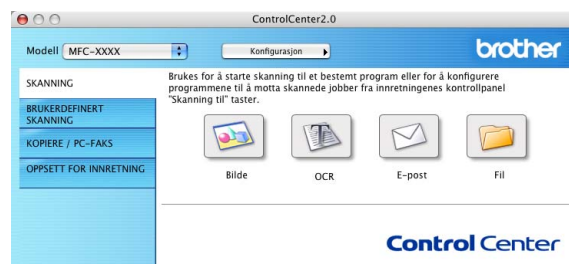 ControlCenter2.0
Modell MFC-XXXX Konfigurasjon brother
SKANNING
BRUKERDEFINERT
SKANNING
KOPIERE / PC-FAKS
OPPSETT FOR INNRETNING
Brukes for å starte skanning til et bestemt program eller for å konfigurere
programmene til å motta skannede jobber fra innretningenes kontrollpanel
"Skanning til" taster.
Bilde OCR E-post Fil
Control Center